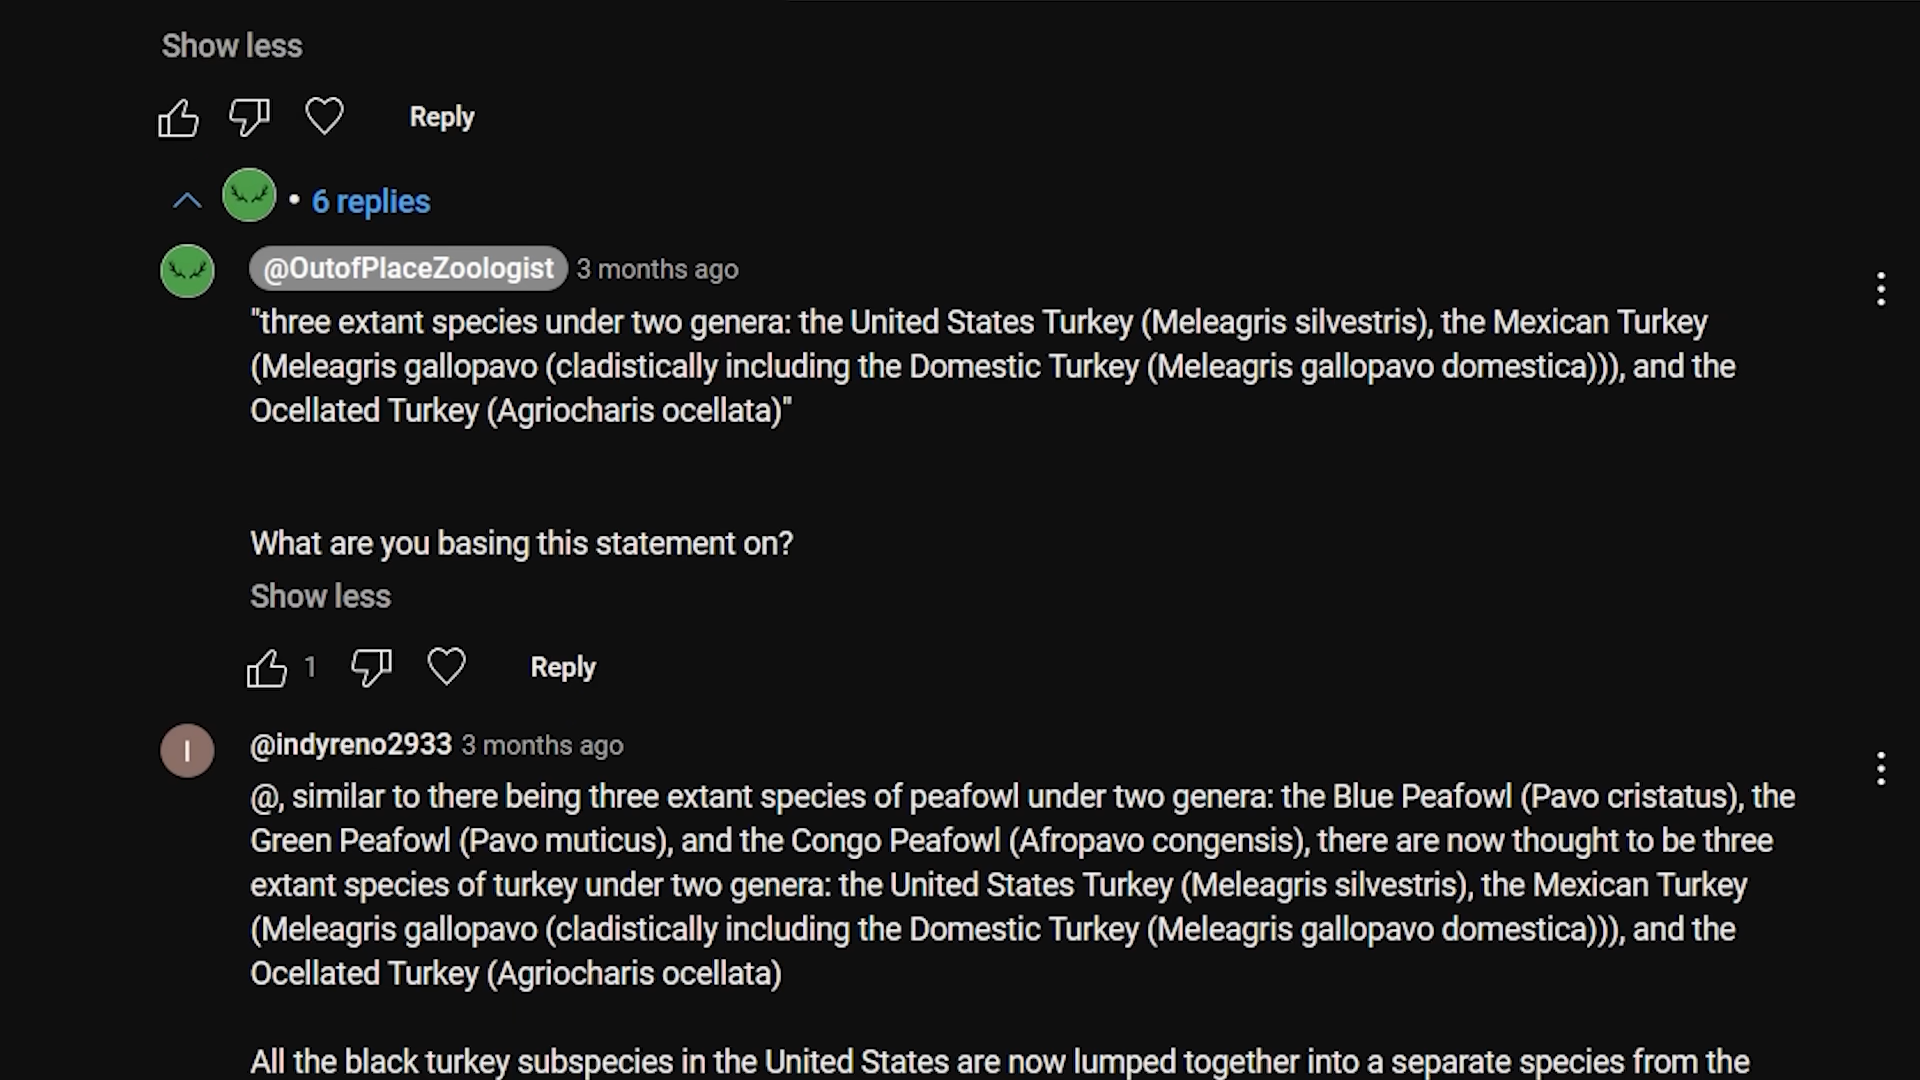 Show less
Reply
• 6 replies
@OutofPlaceZoologist 3 months ago
"three extant species under two genera: the United States Turkey (Meleagris silvestris), the Mexican Turkey
(Meleagris gallopavo (cladistically including the Domestic Turkey (Meleagris gallopavo domestica))), and the
Ocellated Turkey (Agriocharis ocellata)"
What are you basing this statement on?
Show less
1 Reply
I
@indyreno2933 3 months ago
@, similar to there being three extant species of peafowl under two genera: the Blue Peafowl (Pavo cristatus), the
Green Peafowl (Pavo muticus), and the Congo Peafowl (Afropavo congensis), there are now thought to be three
extant species of turkey under two genera: the United States Turkey (Meleagris silvestris), the Mexican Turkey
(Meleagris gallopavo (cladistically including the Domestic Turkey (Meleagris gallopavo domestica))), and the
Ocellated Turkey (Agriocharis ocellata)
All the black turkey subspecies in the United States are now lumped together into a separate species from the